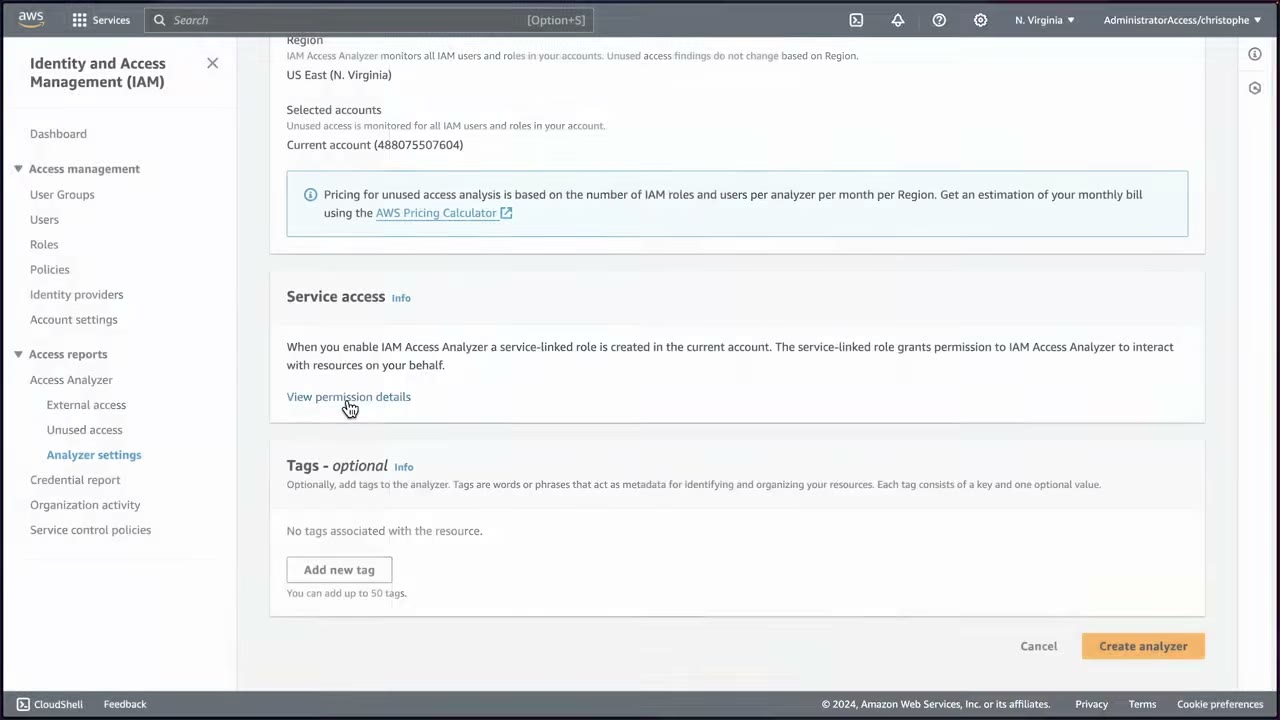 aws
Services
Search
[Option+S]
N. Virginia
AdministratorAccess/christophe
Identity and Access
Management (IAM)
Dashboard
Access management
User Groups
Users
Roles
Policies
Identity providers
Account settings
Access reports
Access Analyzer
External access
Unused access
Analyzer settings
Credential report
Organization activity
Service control policies
Region
IAM Access Analyzer monitors all IAM users and roles in your accounts. Unused access findings do not change based on Region.
US East (N. Virginia)
Selected accounts
Unused access is monitored for all IAM users and roles in your account.
Current account (488075507604)
Pricing for unused access analysis is based on the number of IAM roles and users per analyzer per month per Region. Get an estimation of your monthly bill
using the AWS Pricing Calculator
Service access Info
When you enable IAM Access Analyzer a service-linked role is created in the current account. The service-linked role grants permission to IAM Access Analyzer to interact
with resources on your behalf.
View permission details
Tags - optional Info
Optionally, add tags to the analyzer. Tags are words or phrases that act as metadata for identifying and organizing your resources. Each tag consists of a key and one optional value.
No tags associated with the resource.
Add new tag
You can add up to 50 tags.
Cancel
Create analyzer
CloudShell
Feedback
© 2024, Amazon Web Services, Inc. or its affiliates.
Privacy
Terms
Cookie preferences